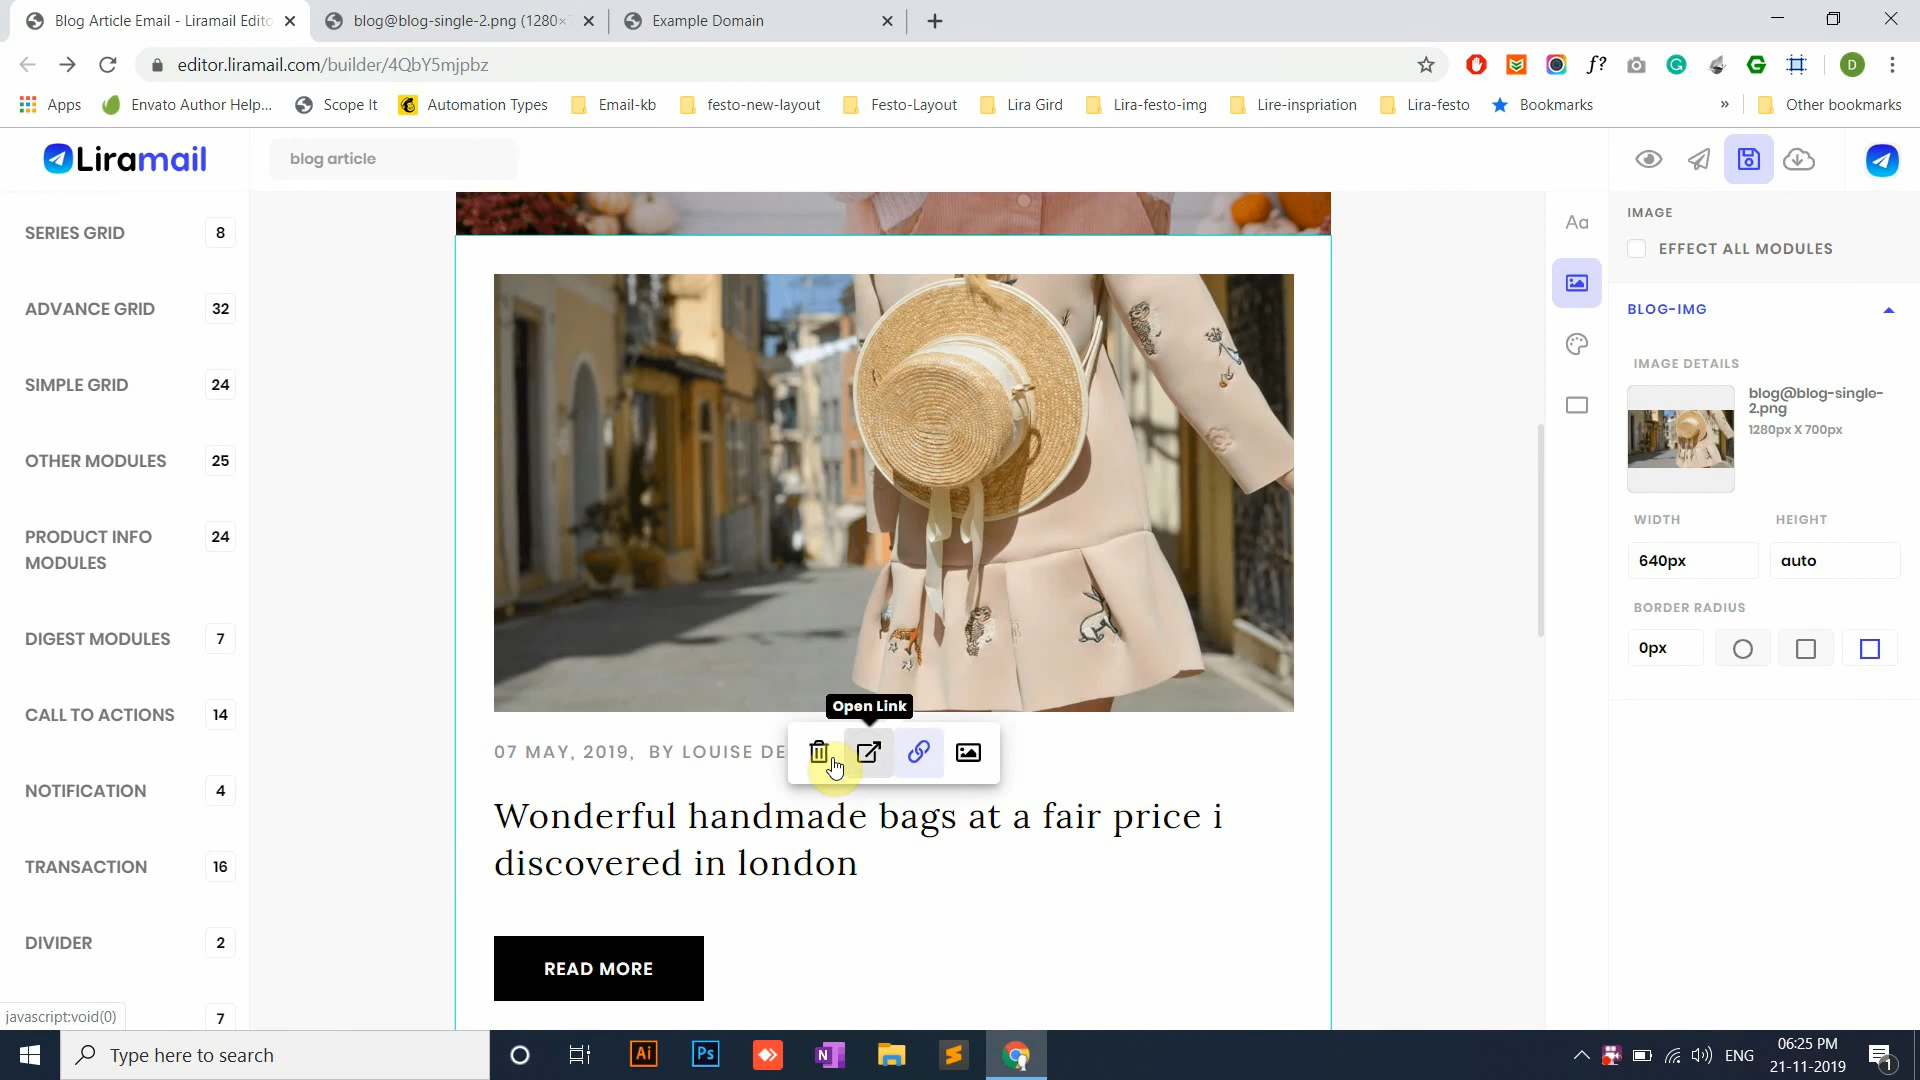 Blog Article Email - Liramail Edito
blog@blog-single-2.png (1280×
Example Domain
editor.liramail.com/builder/4QbY5mjpbz
f?
D
Apps
Envato Author Help...
Scope It
Automation Types
Email-kb
festo-new-layout
Festo-Layout
Lira Gird
Lira-festo-img
Lire-inspriation
Lira-festo
Bookmarks
»
Other bookmarks
Liramail
blog article
SERIES GRID 8
ADVANCE GRID 32
SIMPLE GRID 24
OTHER MODULES 25
PRODUCT INFO 24
MODULES
DIGEST MODULES 7
CALL TO ACTIONS 14
NOTIFICATION 4
TRANSACTION 16
DIVIDER 2
7
javascript:void(0)
Open Link
07 MAY, 2019, BY LOUISE DE
Wonderful handmade bags at a fair price i
discovered in london
READ MORE
Aa
IMAGE
EFFECT ALL MODULES
BLOG-IMG
IMAGE DETAILS
blog@blog-single-
2.png
1280px X 700px
WIDTH HEIGHT
640px auto
BORDER RADIUS
0px
Type here to search
Ai
Ps
N
ENG
06:25 PM
21-11-2019
1